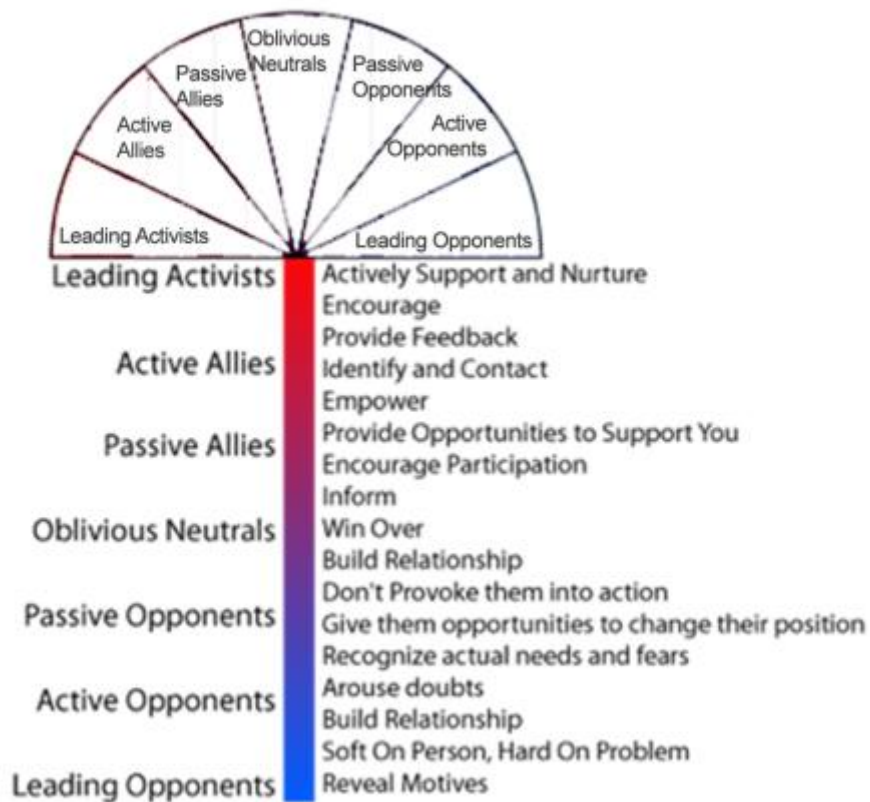 Oblivious
Neutrals
Passive
Allies
Passive
Opponents
Active
Allies
Active
Opponents
Leading Activists
Leading Opponents
Leading Activists
Actively Support and Nurture
Encourage
Provide Feedback
Active Allies
Identify and Contact
Empower
Passive Allies
Provide Opportunities to Support You
Encourage Participation
Inform
Oblivious Neutrals
Win Over
Build Relationship
Don't Provoke them into action
Passive Opponents
Give them opportunities to change their position
Recognize actual needs and fears
Active Opponents
Arouse doubts
Build Relationship
Soft On Person, Hard On Problem
Leading Opponents
Reveal Motives